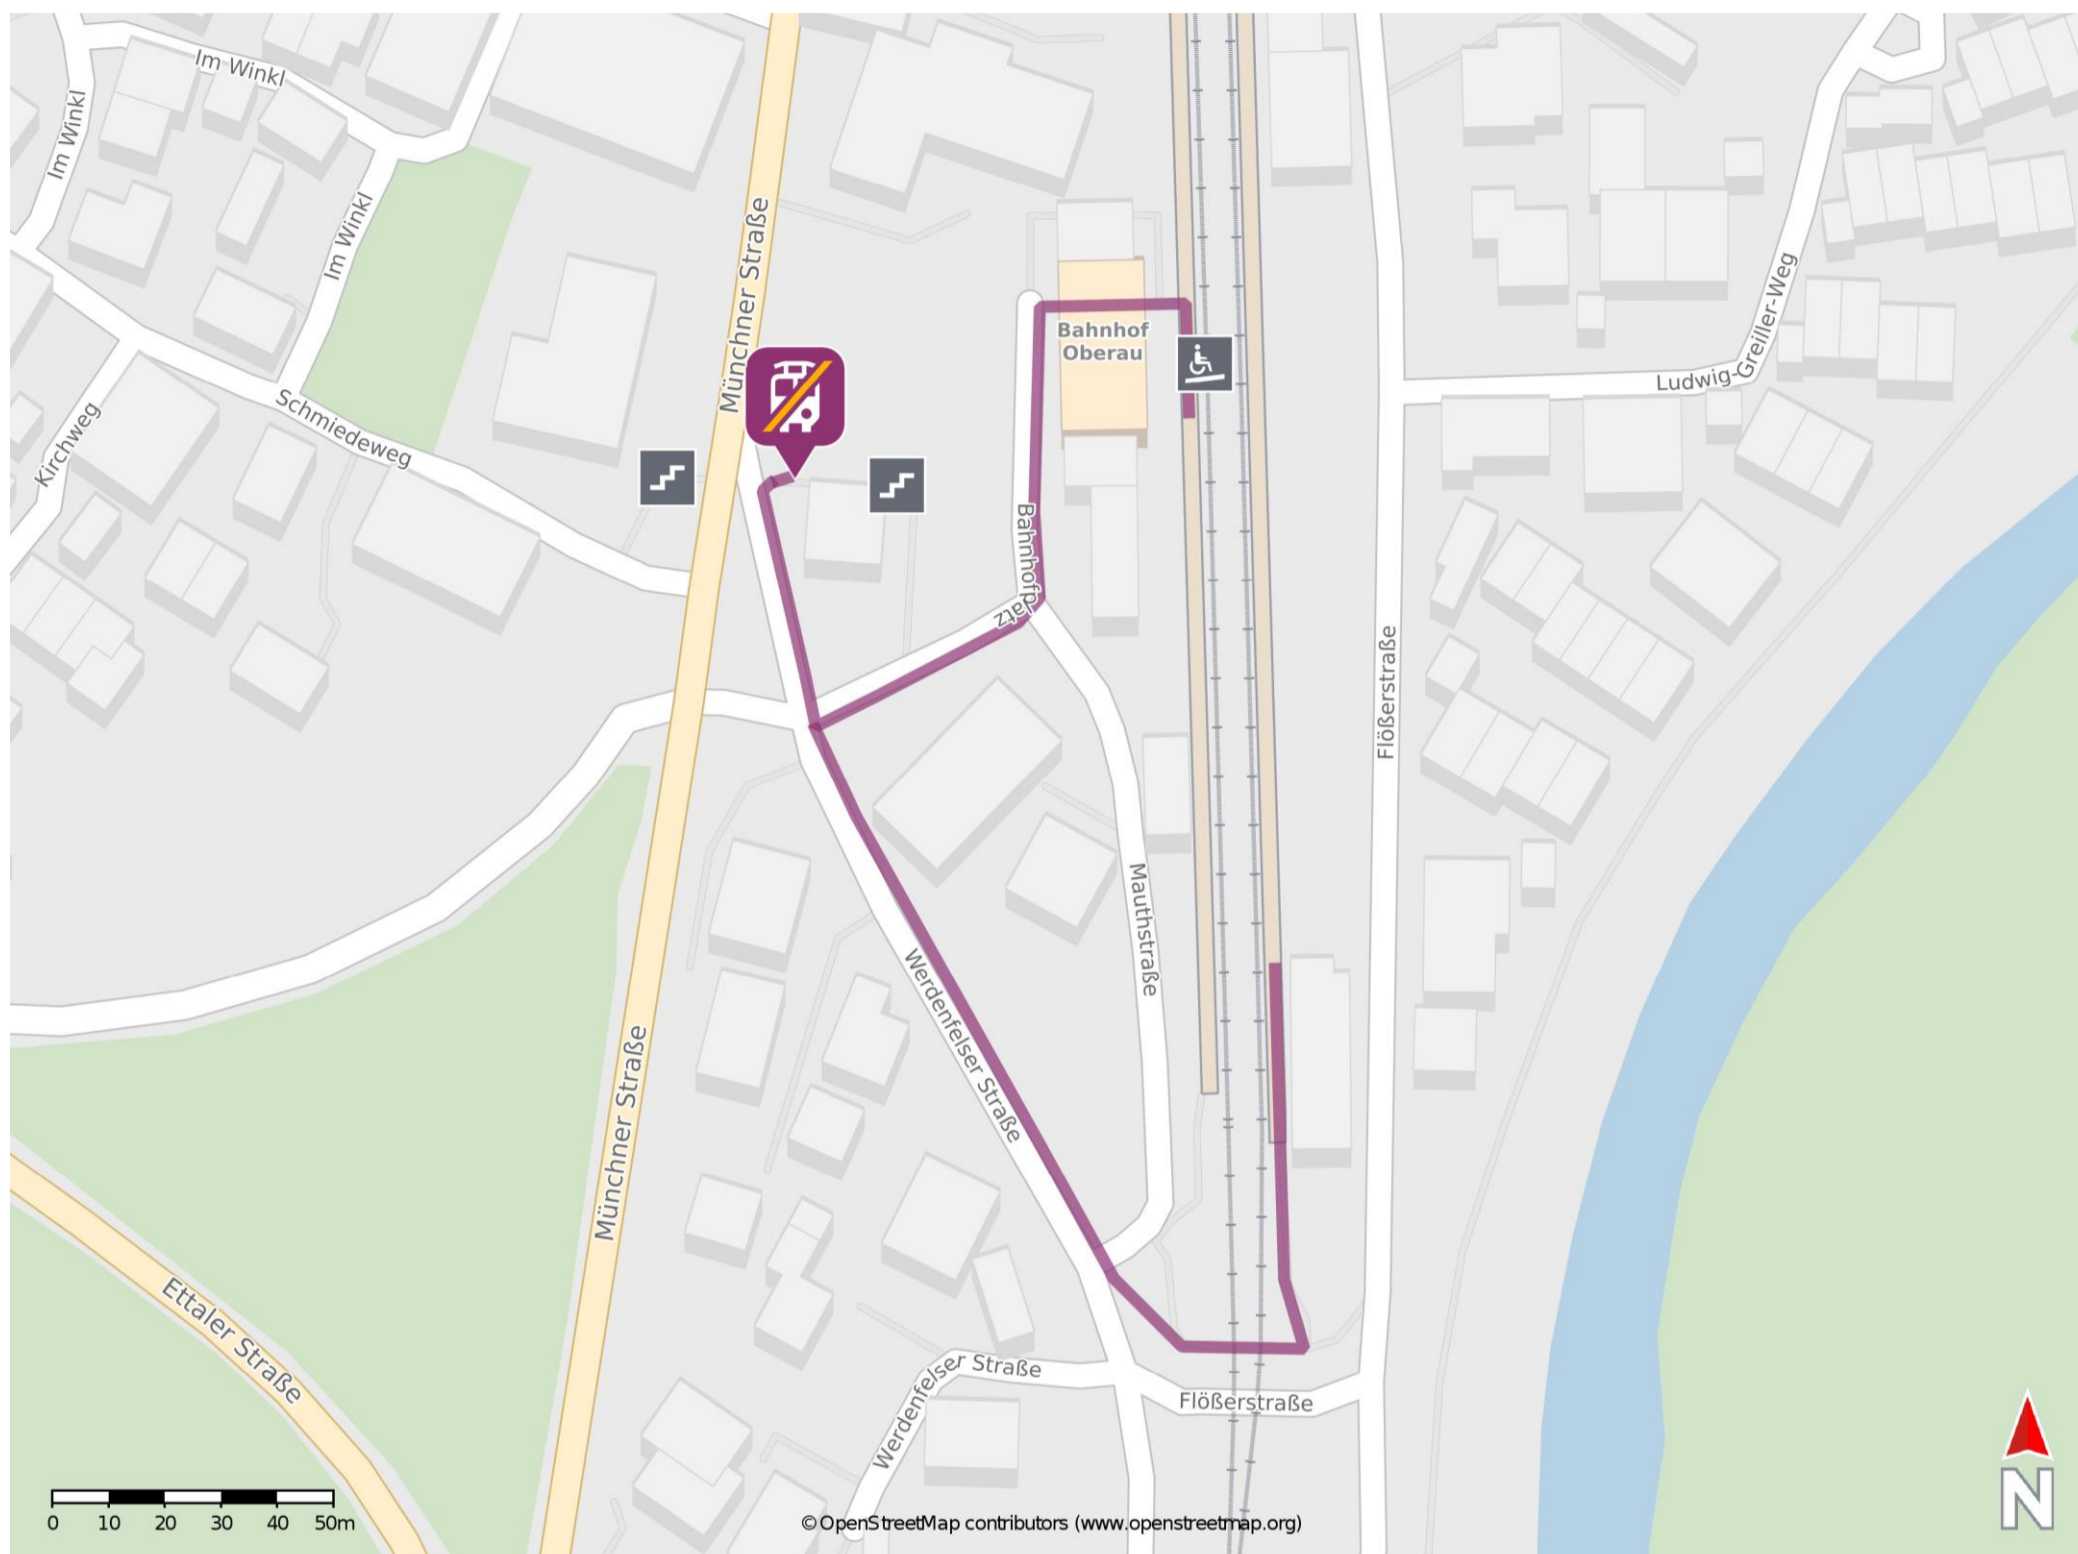 Im Winkl
Im Winkl
Im Winkl
Münchner Straße
Ludwig-Greiller-Weg
Bahnhof
Oberau
Kirchweg
Schmiedeweg
Bahnhofplatz
Flößerstraße
Mauthstraße
Werdenfelser Straße
Münchner Straße
Ettaler Straße
Werdenfelser Straße
Flößerstraße
0 10 20 30 40 50m
©OpenStreetMap contributors (www.openstreetmap.org)
N